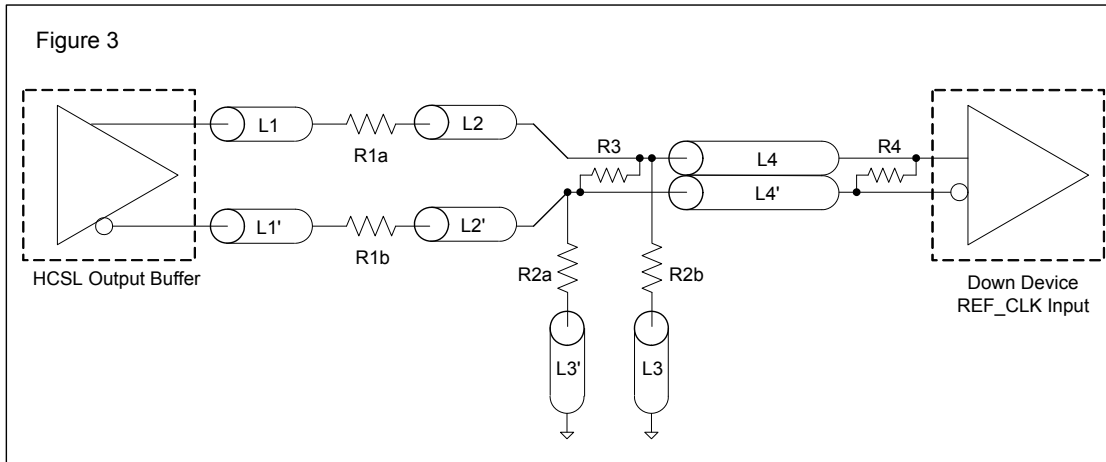 Figure 3
L1
R1a
L2
R3
L4
R4
L1'
R1b
L2'
L4'
HCSL Output Buffer
R2a
R2b
Down Device
REF_CLK Input
L3'
L3